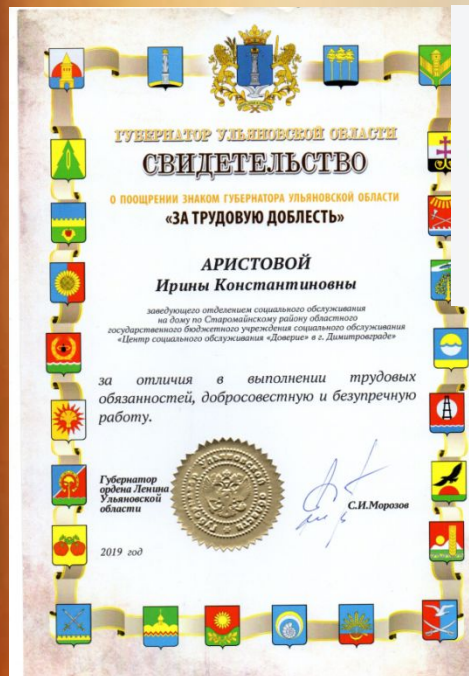 ГУБЕРНАТОР УЛЬЯНОВСКОЙ ОБЛАСТИ
СВИДЕТЕЛЬСТВО
О ПООЩРЕНИИ ЗНАКОМ ГУБЕРНАТОРА УЛЬЯНОВСКОЙ ОБЛАСТИ
«ЗА ТРУДОВУЮ ДОБЛЕСТЬ»
АРИСТОВОЙ
Ирины Константиновны
заведующего отделением социального обслуживания
на дому по Старомайнскому району областного
государственного бюджетного учреждения социального обслуживания
«Центр социального обслуживания «Доверие» в г. Димитровграде»
за отличия в выполнении трудовых
обязанностей, добросовестную и безупречную
работу.
Губернатор
ордена Ленина
Ульяновской
области
С.И.Морозов
2019 год